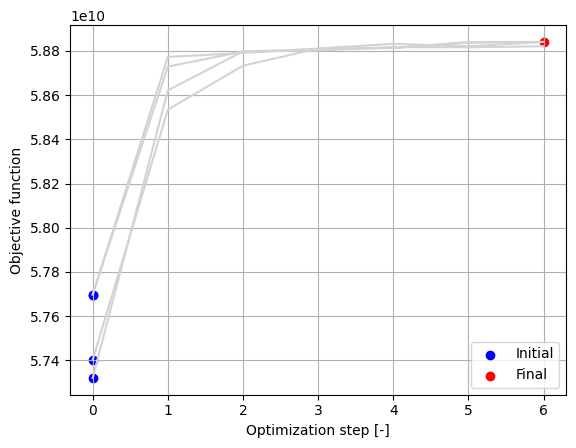 1e10
5.88
5.86
5.84
5.82
5.80
5.78
5.76
5.74
Objective function
0 1 2 3 4 5 6
Optimization step [-]
Initial
Final